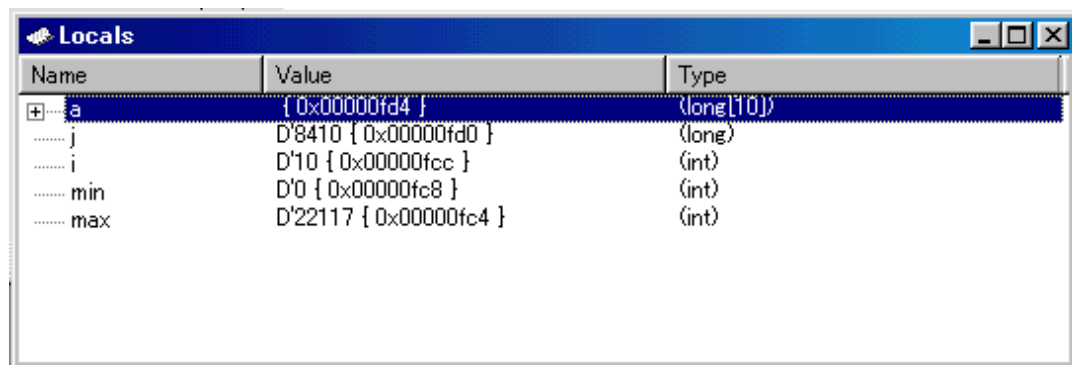 Locals
Name Value Type
a { 0x00000fd4 } (long[10])
j D'8410 { 0x00000fd0 } (long)
i D'10 { 0x00000fcc } (int)
min D'0 { 0x00000fc8 } (int)
max D'22117 { 0x00000fc4 } (int)